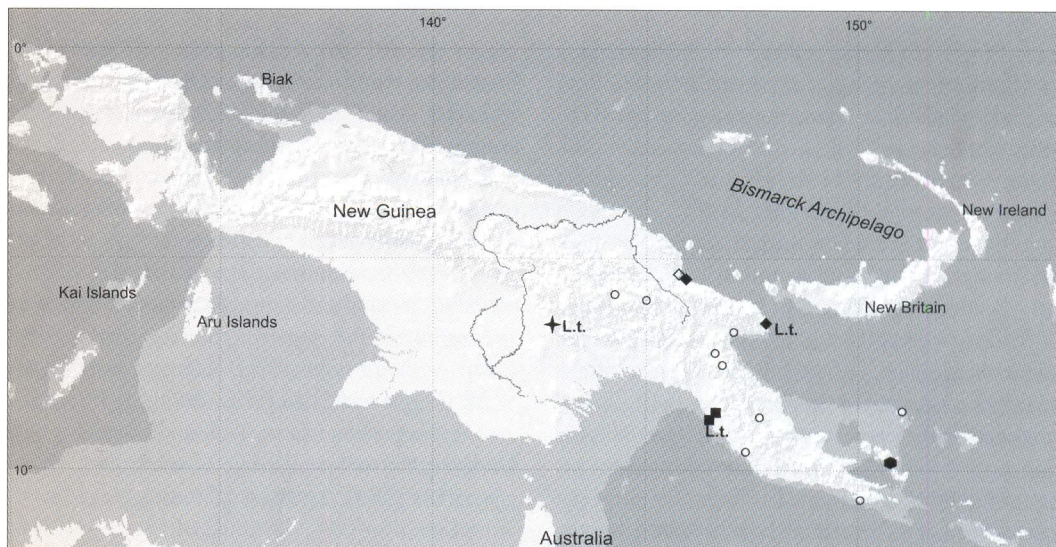 140°
150°
0°
Biak
New Guinea
Bismarck Archipelago
New Ireland
Kai Islands
Aru Islands
New Britain
L.t.
L.t.
L.t.
10°
Australia